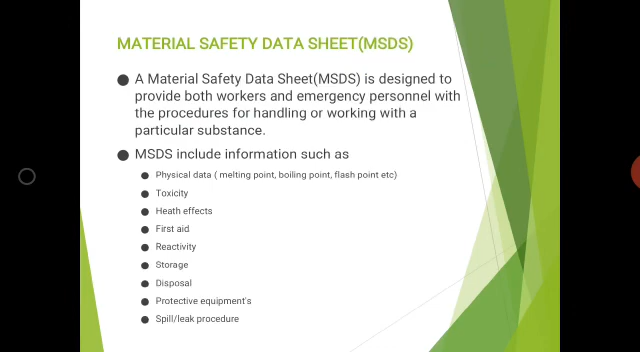 MATERIAL SAFETY DATA SHEET(MSDS)
A Material Safety Data Sheet(MSDS) is designed to
provide both workers and emergency personnel with
the procedures for handling or working with a
particular substance.
MSDS include information such as
Physical data ( melting point, boiling point, flash point etc)
Toxicity
Heath effects
First aid
Reactivity
Storage
Disposal
Protective equipment's
Spill/leak procedure